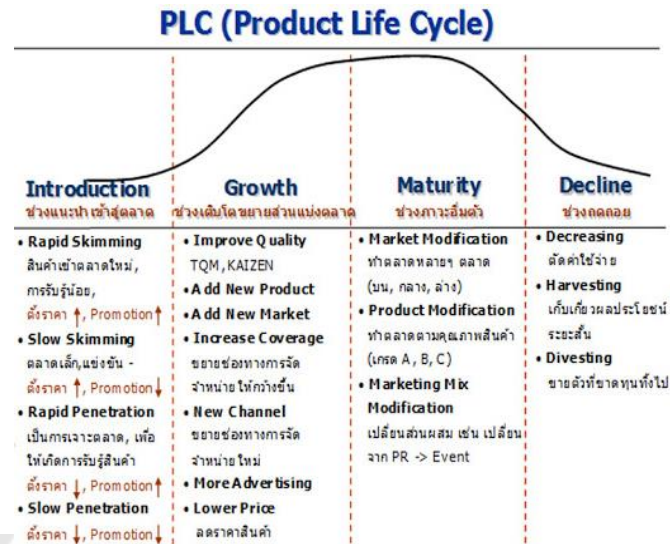 PLC (Product Life Cycle)
Introduction
ช่วงแนะนำเข้าสู่ตลาด
• Rapid Skimming
สินค้าเข้าตลาดใหม่,
การรับรู้น้อย,
ตั้งราคา ↑, Promotion ↑
• Slow Skimming
ตลาดเล็ก,แข่งขัน -
ตั้งราคา ↑, Promotion ↓
• Rapid Penetration
เป็นการเจาะตลาด, เพื่อ
ให้เกิดการรับรู้สินค้า
ตั้งราคา ↓, Promotion ↑
• Slow Penetration
ตั้งราคา ↓, Promotion ↓
Growth
ช่วงเติบโตขยายส่วนแบ่งตลาด
• Improve Quality
TQM, KAIZEN
• Add New Product
• Add New Market
• Increase Coverage
ขยายช่องทางการจัด
จำหน่ายให้กว้างขึ้น
• New Channel
ขยายช่องทางการจัด
จำหน่ายใหม่
• More Advertising
• Lower Price
ลดราคาสินค้า
Maturity
ช่วงภาวะอิ่มตัว
• Market Modification
ทำตลาดหลายๆ ตลาด
(บน, กลาง, ล่าง)
• Product Modification
ทำตลาดตามคุณภาพสินค้า
(เกรด A, B, C)
• Marketing Mix
Modification
เปลี่ยนส่วนผสม เช่น เปลี่ยน
จาก PR -> Event
Decline
ช่วงถดถอย
• Decreasing
ตัดค่าใช้จ่าย
• Harvesting
เก็บเกี่ยวผลประโยชน์
ระยะสั้น
• Divesting
ขายตัวที่ขาดทุนทิ้งไป